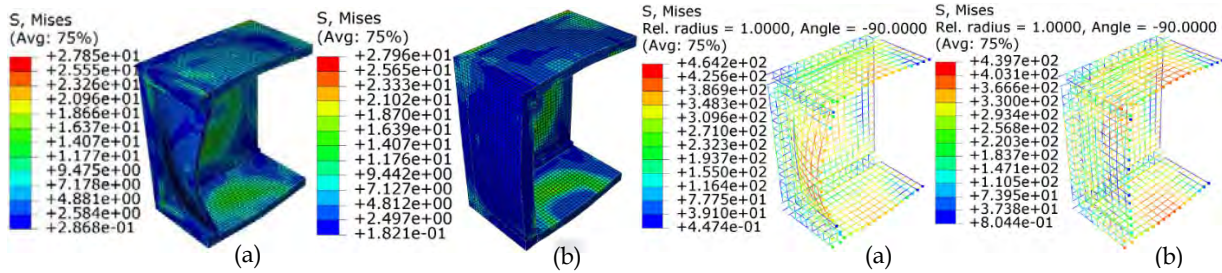 S, Mises
(Avg: 75%)
+2.785e+01
+2.555e+01
+2.326e+01
+2.096e+01
+1.866e+01
+1.637e+01
+1.407e+01
+1.177e+01
+9.475e+00
+7.178e+00
+4.881e+00
+2.584e+00
+2.868e-01
(a)
S, Mises
(Avg: 75%)
+2.796e+01
+2.565e+01
+2.333e+01
+2.102e+01
+1.870e+01
+1.639e+01
+1.407e+01
+1.176e+01
+9.442e+00
+7.127e+00
+4.812e+00
+2.497e+00
+1.821e-01
(b)
S, Mises
Rel. radius = 1.0000, Angle = -90.0000
(Avg: 75%)
+4.642e+02
+4.256e+02
+3.869e+02
+3.483e+02
+3.096e+02
+2.710e+02
+2.323e+02
+1.937e+02
+1.550e+02
+1.164e+02
+7.775e+01
+3.910e+01
+4.474e-01
(a)
S, Mises
Rel. radius = 1.0000, Angle = -90.0000
(Avg: 75%)
+4.397e+02
+4.031e+02
+3.666e+02
+3.300e+02
+2.934e+02
+2.568e+02
+2.203e+02
+1.837e+02
+1.471e+02
+1.105e+02
+7.395e+01
+3.738e+01
+8.044e-01
(b)